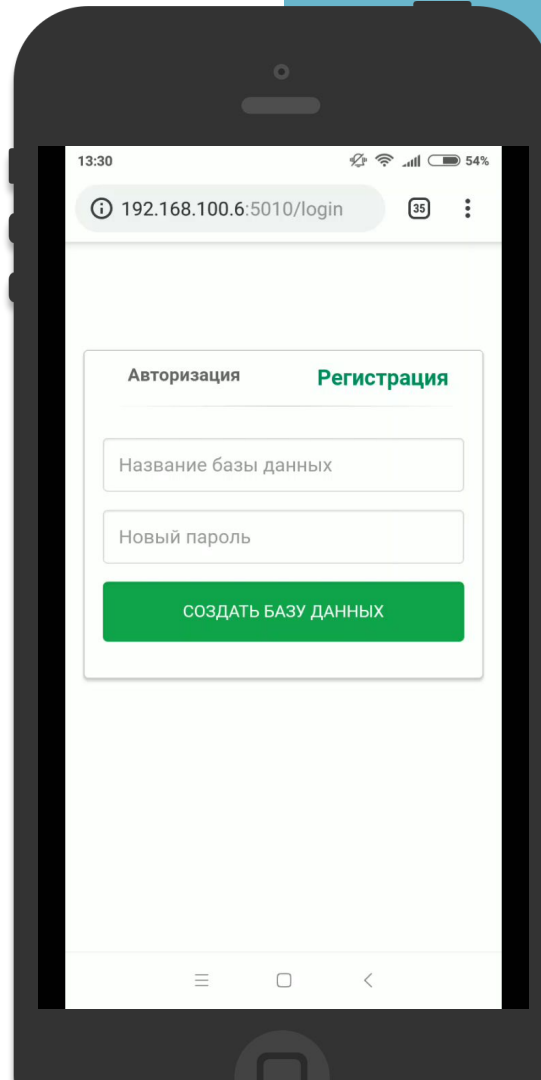 13:30 54%
192.168.100.6:5010/login 35
Авторизация Регистрация
Название базы данных
Новый пароль
СОЗДАТЬ БАЗУ ДАННЫХ